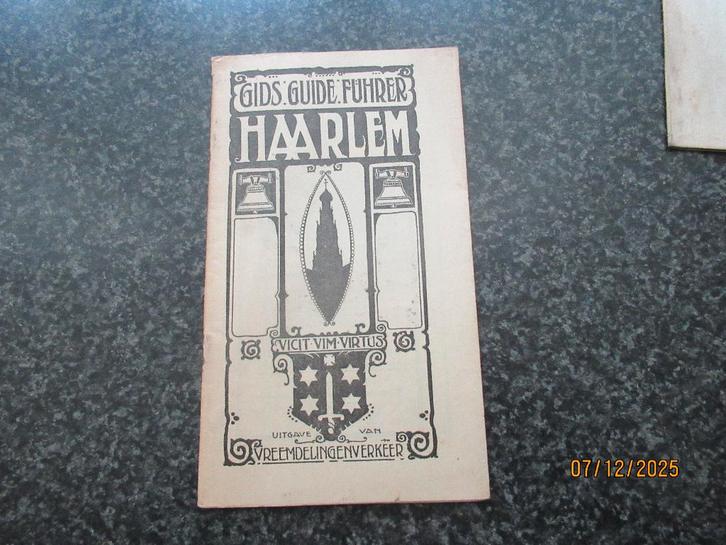 GIDS : GUIDE : FÜHRER
HAARLEM
VICIT · VIM · VIRTUS
UITGAVE VAN
VREEMDELINGENVERKEER
07/12/2025